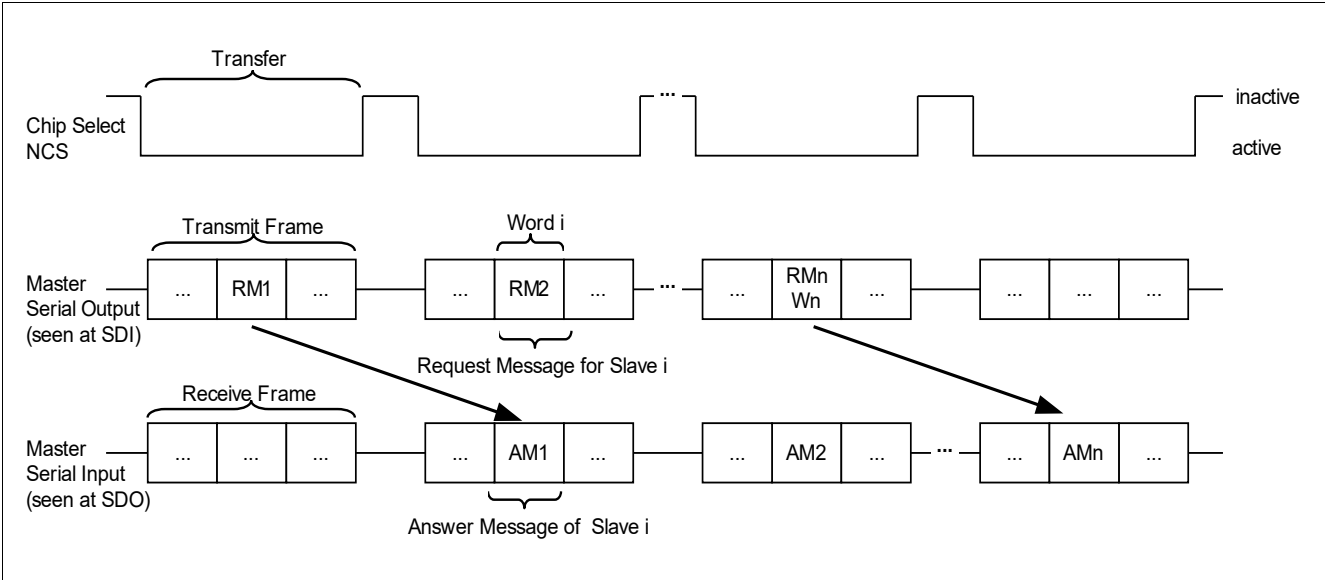 Transfer
...
inactive
Chip Select
NCS
active
Transmit Frame
Word i
Master
Serial Output
(seen at SDI)
... RM1 ...
... RM2 ...
...
... RMn
Wn ...
... ... ...
Request Message for Slave i
Receive Frame
Master
Serial Input
(seen at SDO)
... ... ...
... AM1 ...
... AM2 ...
...
... AMn ...
Answer Message of Slave i